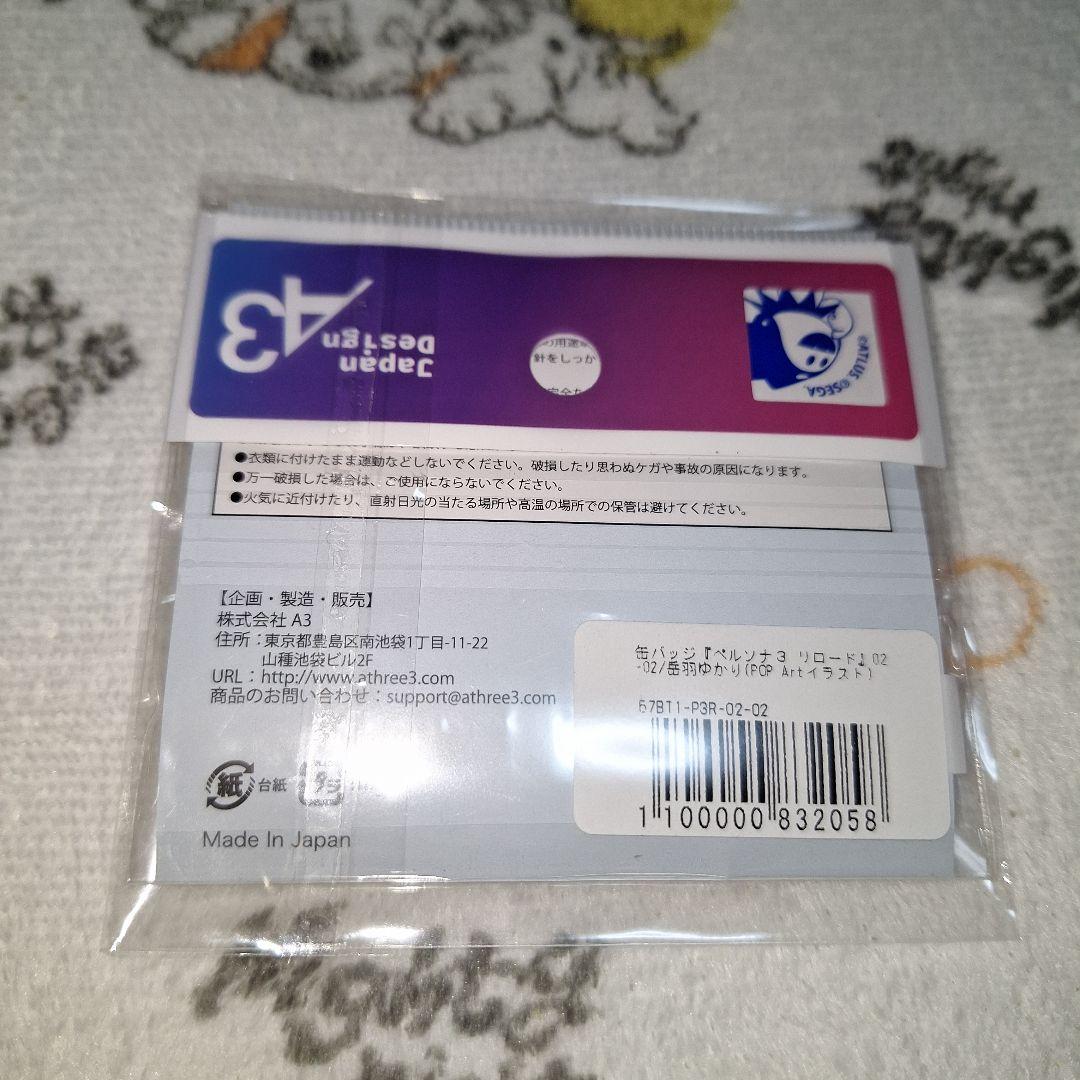 A3
Japan
Design
©ATLUS ©SEGA
の用途
針をしっか
●衣類に付けたまま運動などしないでください。破損したり思わぬケガや事故の原因になります。
●万一破損した場合は、ご使用にならないでください。
●火気に近付けたり、直射日光の当たる場所や高温の場所での保管は避けてください。
【企画・製造・販売】
株式会社 A3
住所：東京都豊島区南池袋1丁目-11-22
山種池袋ビル2F
URL：http://www.athree3.com
商品のお問い合わせ：support@athree3.com
缶バッジ『ペルソナ3 リロード』02
-02/岳羽ゆかり(POP Artイラスト)
67BT1-P3R-02-02
1 100000 832058
紙 台紙
プラ
Made In Japan